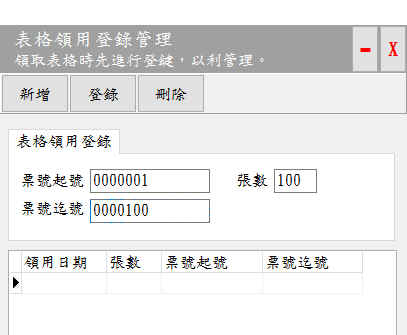 表格領用登錄管理
領取表格時先進行登鍵，以利管理。
- X
新增 登錄 刪除
表格領用登錄
票號起號 0000001 張數 100
票號迄號 0000100
領用日期 張數 票號起號 票號迄號